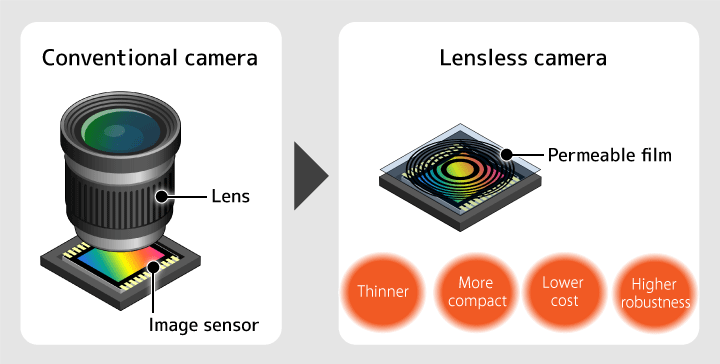 Conventional camera
Lens
Image sensor
Lensless camera
Permeable film
Thinner
More
compact
Lower
cost
Higher
robustness